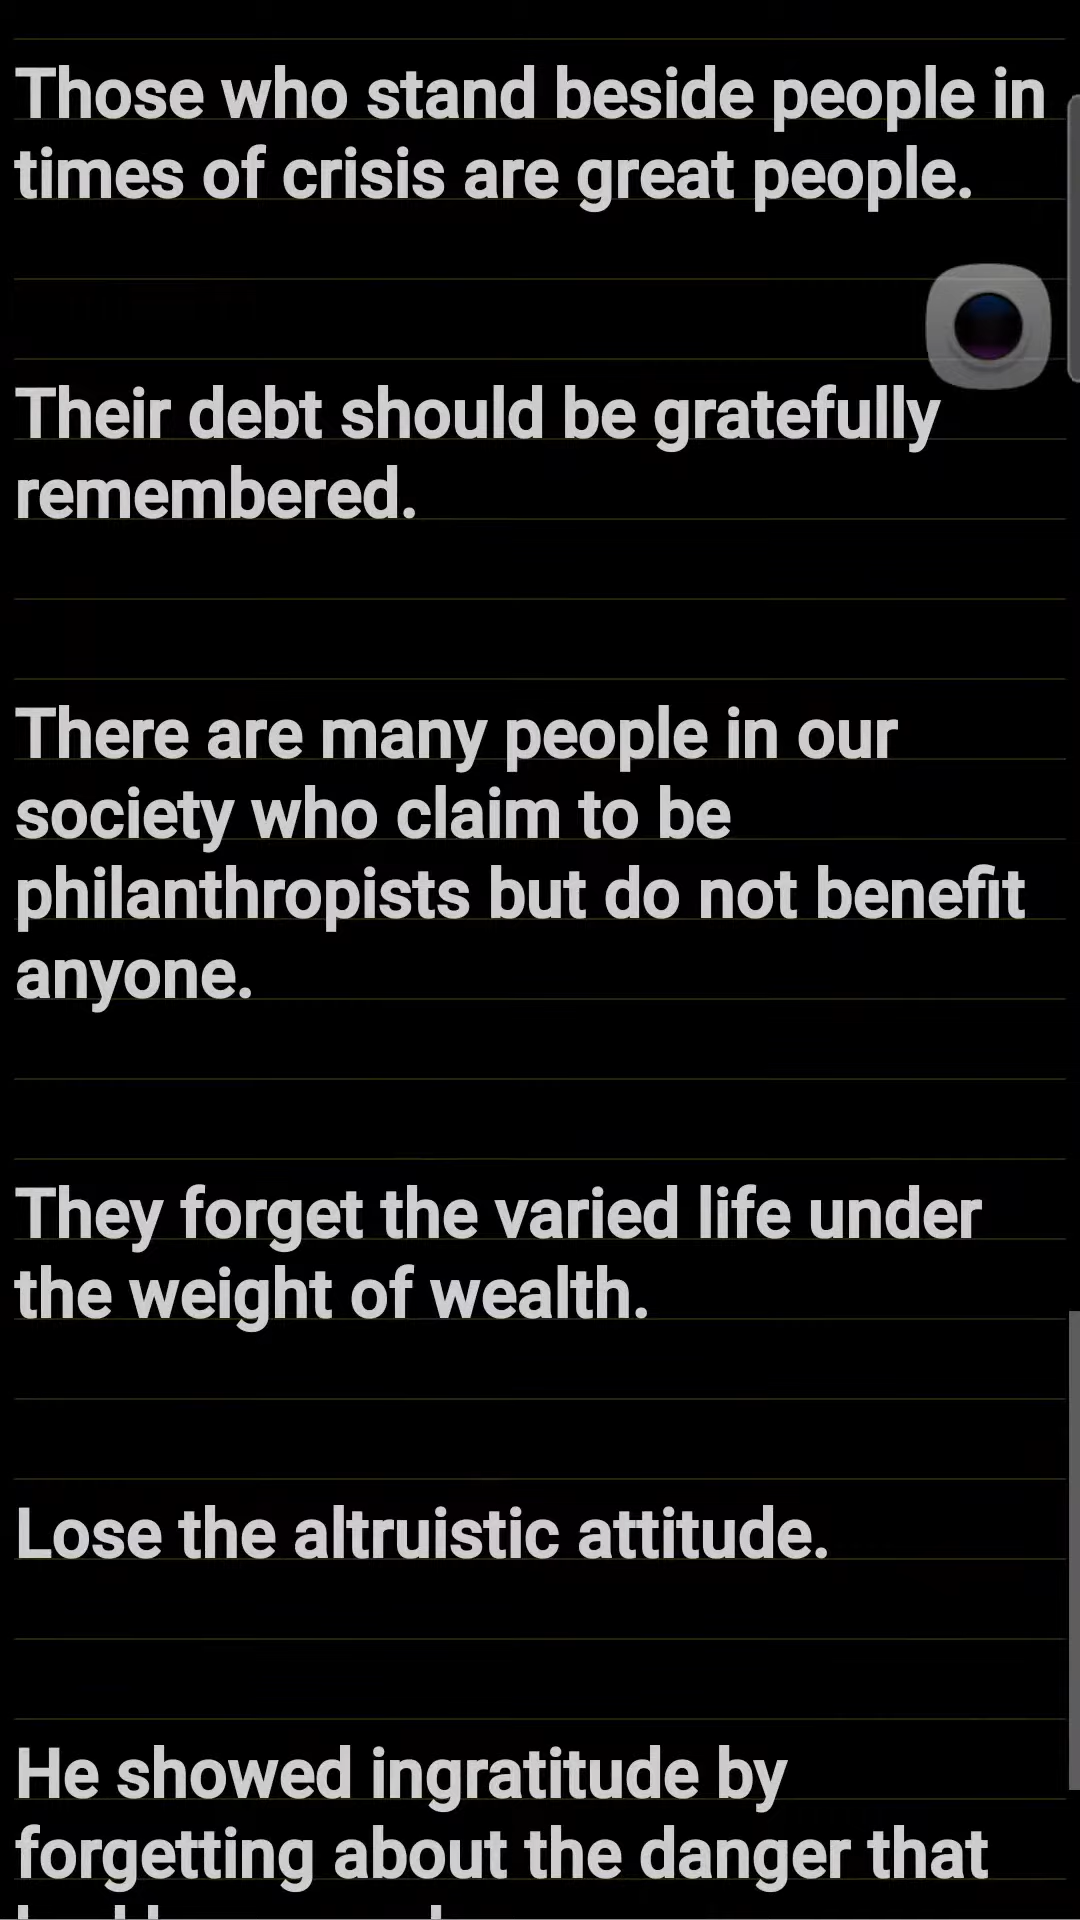 Those who stand beside people in
times of crisis are great people.
Their debt should be gratefully
remembered.
There are many people in our
society who claim to be
philanthropists but do not benefit
anyone.
They forget the varied life under
the weight of wealth.
Lose the altruistic attitude.
He showed ingratitude by
forgetting about the danger that